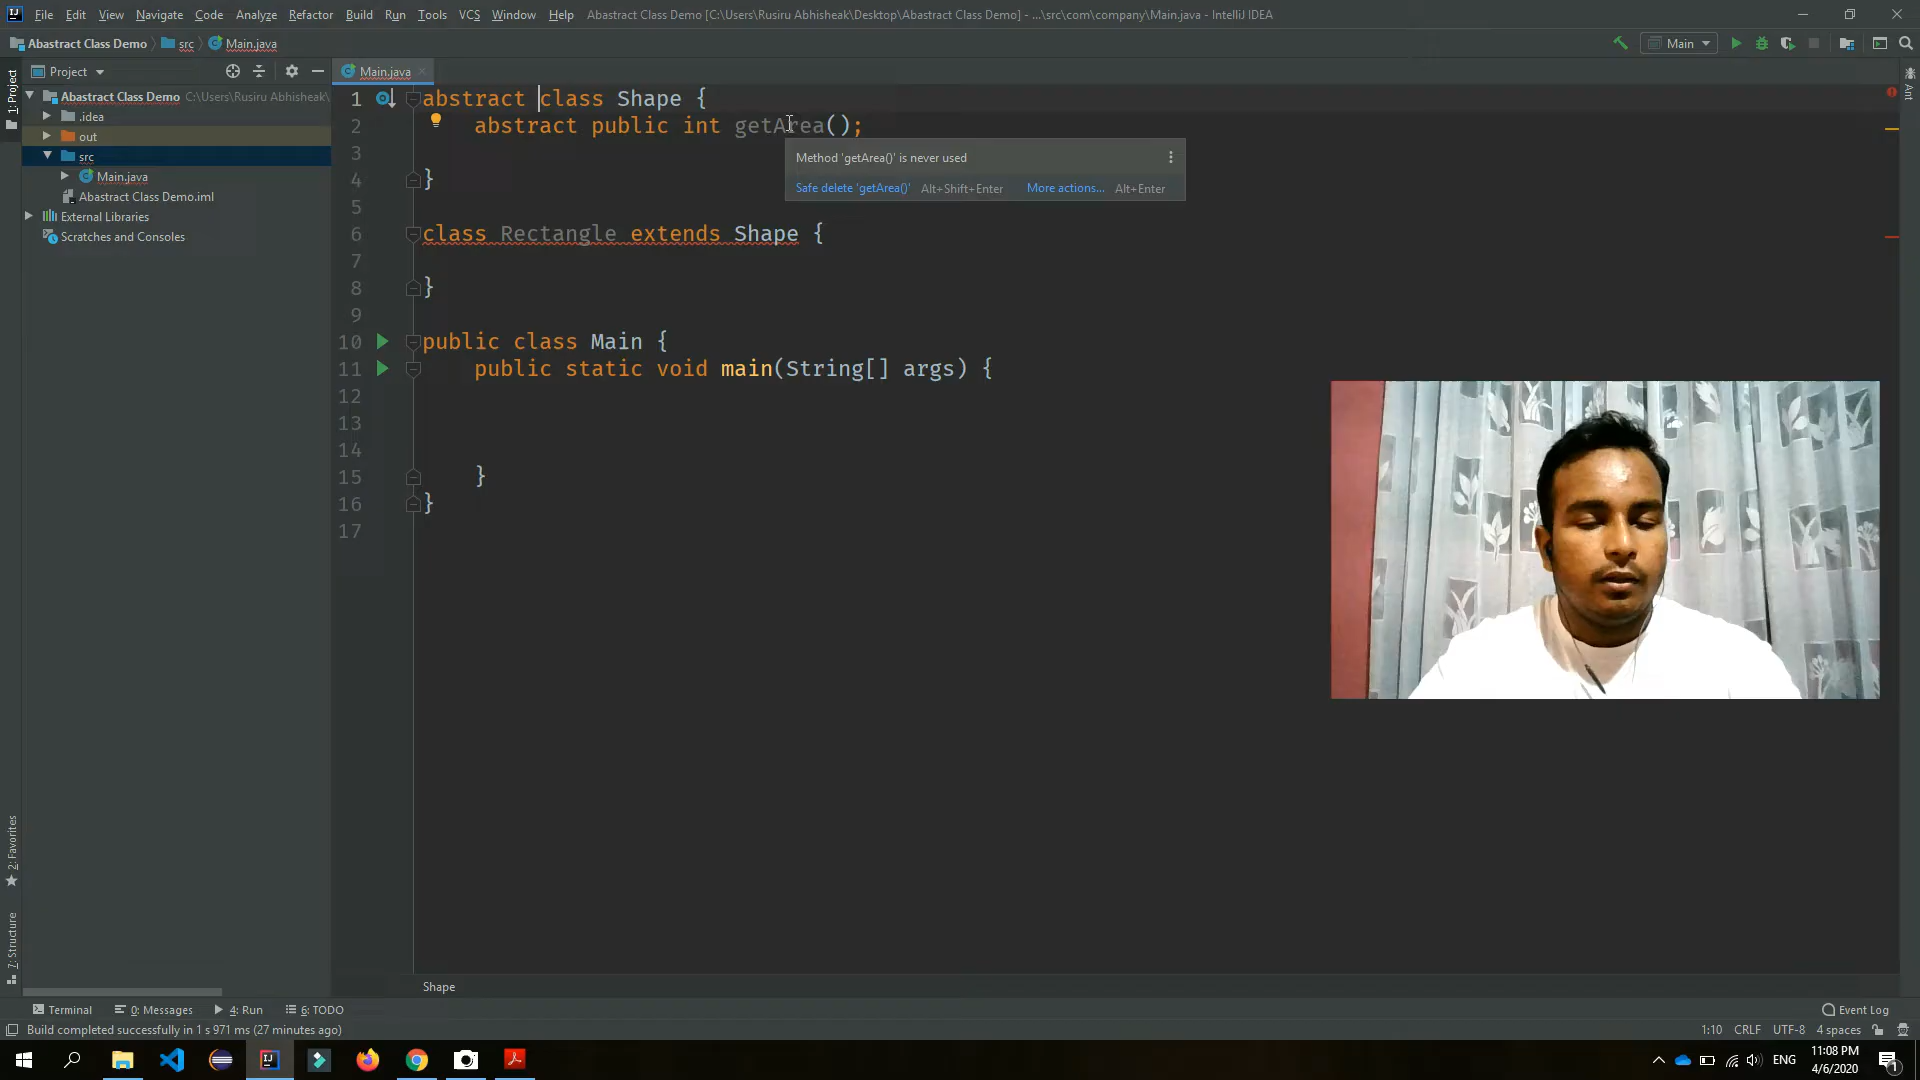 File Edit View Navigate Code Analyze Refactor Build Run Tools VCS Window Help Abastract Class Demo [C:\Users\Rusiru Abhisheak\Desktop\Abastract Class Demo] - ...\src\com\company\Main.java - IntelliJ IDEA
Abastract Class Demo src Main.java Main
Project Main.java
1: Project
Ant
Abastract Class Demo C:\Users\Rusiru Abhisheak\
.idea
out
src
Main.java
Abastract Class Demo.iml
External Libraries
Scratches and Consoles
1 abstract class Shape {
2 abstract public int getArea();
3
4 }
5
6 class Rectangle extends Shape {
7
8 }
9
10 public class Main {
11 public static void main(String[] args) {
12
13
14
15 }
16 }
17
Method 'getArea()' is never used
Safe delete 'getArea()' Alt+Shift+Enter More actions... Alt+Enter
2: Favorites
7: Structure
Shape
Terminal 0: Messages 4: Run 6: TODO Event Log
Build completed successfully in 1 s 971 ms (27 minutes ago) 1:10 CRLF UTF-8 4 spaces
ENG 11:08 PM
4/6/2020
1